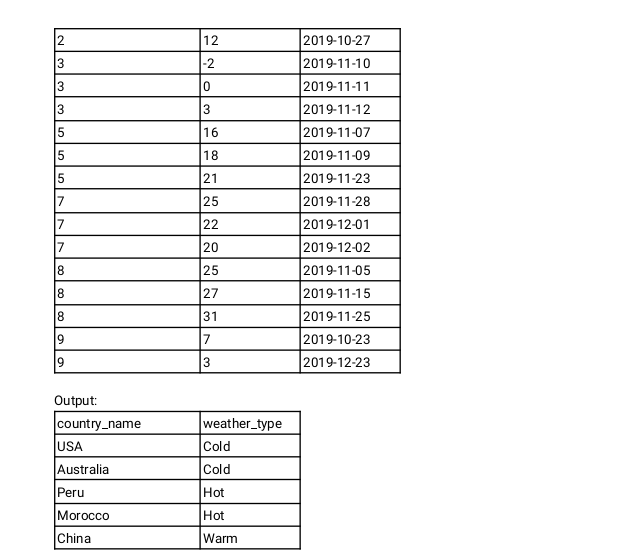 2 12 2019-10-27
3 -2 2019-11-10
3 0 2019-11-11
3 3 2019-11-12
5 16 2019-11-07
5 18 2019-11-09
5 21 2019-11-23
7 25 2019-11-28
7 22 2019-12-01
7 20 2019-12-02
8 25 2019-11-05
8 27 2019-11-15
8 31 2019-11-25
9 7 2019-10-23
9 3 2019-12-23
Output:
country_name weather_type
USA Cold
Australia Cold
Peru Hot
Morocco Hot
China Warm